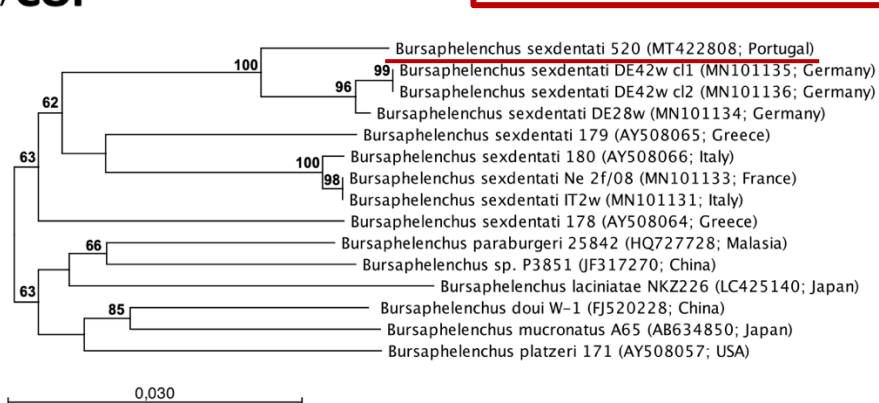 100
Bursaphelenchus sexdentati 520 (MT422808; Portugal)
99
Bursaphelenchus sexdentati DE42w cl1 (MN101135; Germany)
96
Bursaphelenchus sexdentati DE42w cl2 (MN101136; Germany)
62
Bursaphelenchus sexdentati DE28w (MN101134; Germany)
Bursaphelenchus sexdentati 179 (AY508065; Greece)
63
100
Bursaphelenchus sexdentati 180 (AY508066; Italy)
98
Bursaphelenchus sexdentati Ne 2f/08 (MN101133; France)
Bursaphelenchus sexdentati IT2w (MN101131; Italy)
Bursaphelenchus sexdentati 178 (AY508064; Greece)
66
Bursaphelenchus paraburgeri 25842 (HQ727728; Malasia)
Bursaphelenchus sp. P3851 (JF317270; China)
63
Bursaphelenchus laciniatae NKZ226 (LC425140; Japan)
85
Bursaphelenchus doui W-1 (FJ520228; China)
Bursaphelenchus mucronatus A65 (AB634850; Japan)
Bursaphelenchus platzeri 171 (AY508057; USA)
0,030